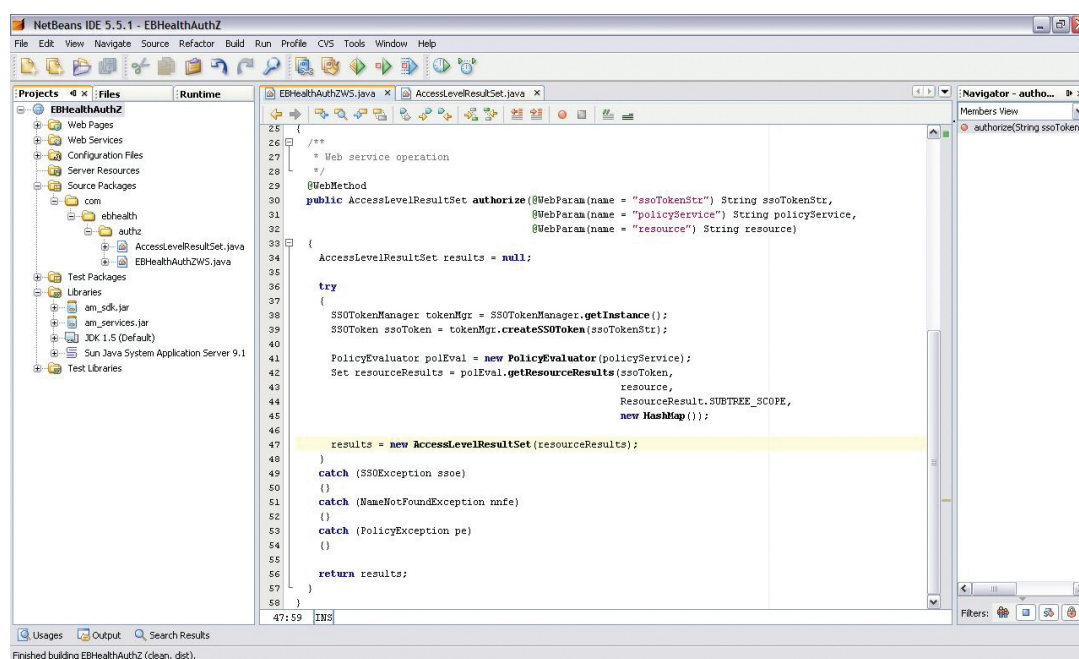 NetBeans IDE 5.5.1 - EBHealthAuthZ
File Edit View Navigate Source Refactor Build Run Profile CVS Tools Window Help
Projects Files Runtime
EBHealthAuthZ
Web Pages
Web Services
Configuration Files
Server Resources
Source Packages
com
ebhealth
authz
AccessLevelResultSet.java
EBHealthAuthZWS.java
Test Packages
Libraries
am_sdk.jar
am_services.jar
JDK 1.5 (Default)
Sun Java System Application Server 9.1
Test Libraries
EBHealthAuthZWS.java AccessLevelResultSet.java
25 {
26 /**
27 * Web service operation
28 */
29 @WebMethod
30 public AccessLevelResultSet authorize(@WebParam(name = "ssoTokenStr") String ssoTokenStr,
31 @WebParam(name = "policyService") String policyService,
32 @WebParam(name = "resource") String resource)
33 {
34 AccessLevelResultSet results = null;
35
36 try
37 {
38 SSOTokenManager tokenMgr = SSOTokenManager.getInstance();
39 SSOToken ssoToken = tokenMgr.createSSOToken(ssoTokenStr);
40
41 PolicyEvaluator polEval = new PolicyEvaluator(policyService);
42 Set resourceResults = polEval.getResourceResults(ssoToken,
43 resource,
44 ResourceResult.SUBTREE_SCOPE,
45 new HashMap());
46
47 results = new AccessLevelResultSet(resourceResults);
48 }
49 catch (SSOException ssoe)
50 {}
51 catch (NameNotFoundException nnfe)
52 {}
53 catch (PolicyException pe)
54 {}
55
56 return results;
57 }
58 }
47:59 INS
Navigator - autho...
Members View
authorize(String ssoToken
Filters:
Usages Output Search Results
Finished building EBHealthAuthZ (clean, dist).